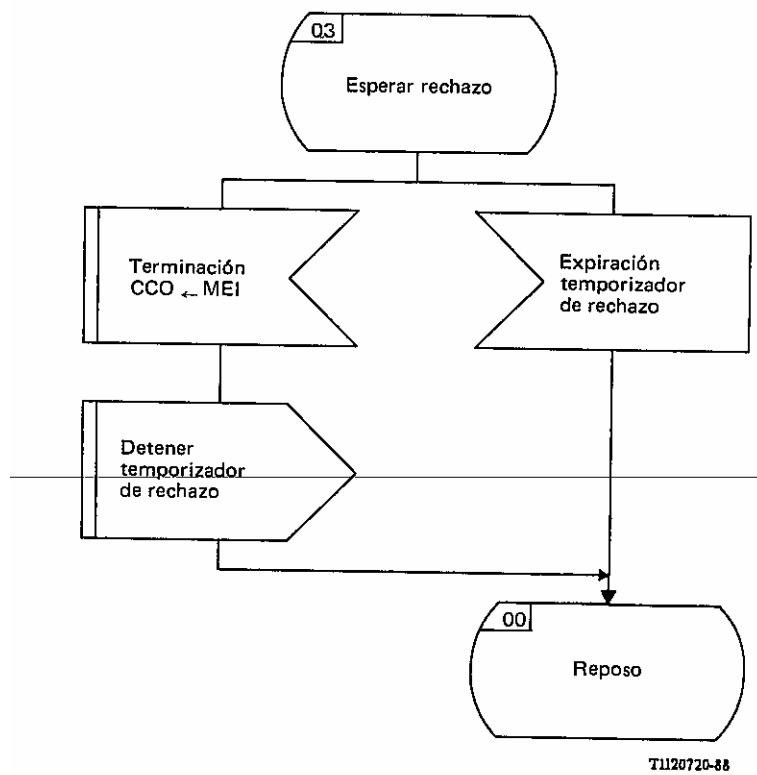 03
Esperar rechazo
Terminación
CCO ← MEI
Expiración
temporizador
de rechazo
Detener
temporizador
de rechazo
00
Reposo
T1120720-88